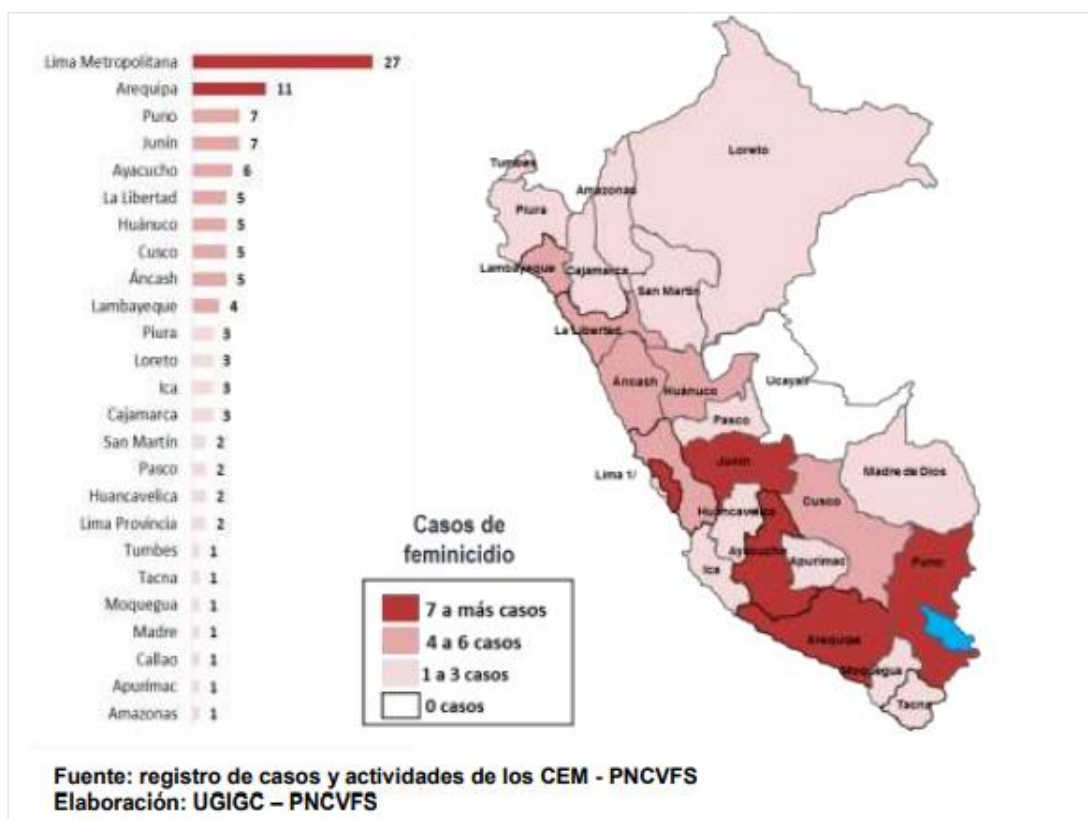 Lima Metropolitana 27
Arequipa 11
Puno 7
Junín 7
Ayacucho 6
La Libertad 5
Huánuco 5
Cusco 5
Áncash 5
Lambayeque 4
Piura 3
Loreto 3
Ica 3
Cajamarca 3
San Martín 2
Pasco 2
Huancavelica 2
Lima Provincia 2
Tumbes 1
Tacna 1
Moquegua 1
Madre 1
Callao 1
Apurímac 1
Amazonas 1
Loreto
Tumbes
Amazonas
Piura
Lambayeque
Cajamarca
San Martín
La Libertad
Ucayali
Áncash
Huánuco
Pasco
Lima 1/
Junín
Madre de Dios
Cusco
Huancavelica
Ayacucho
Apurímac
Ica
Puno
Arequipa
Moquegua
Tacna
Casos de
feminicidio
7 a más casos
4 a 6 casos
1 a 3 casos
0 casos
Fuente: registro de casos y actividades de los CEM - PNCVFS
Elaboración: UGIGC – PNCVFS